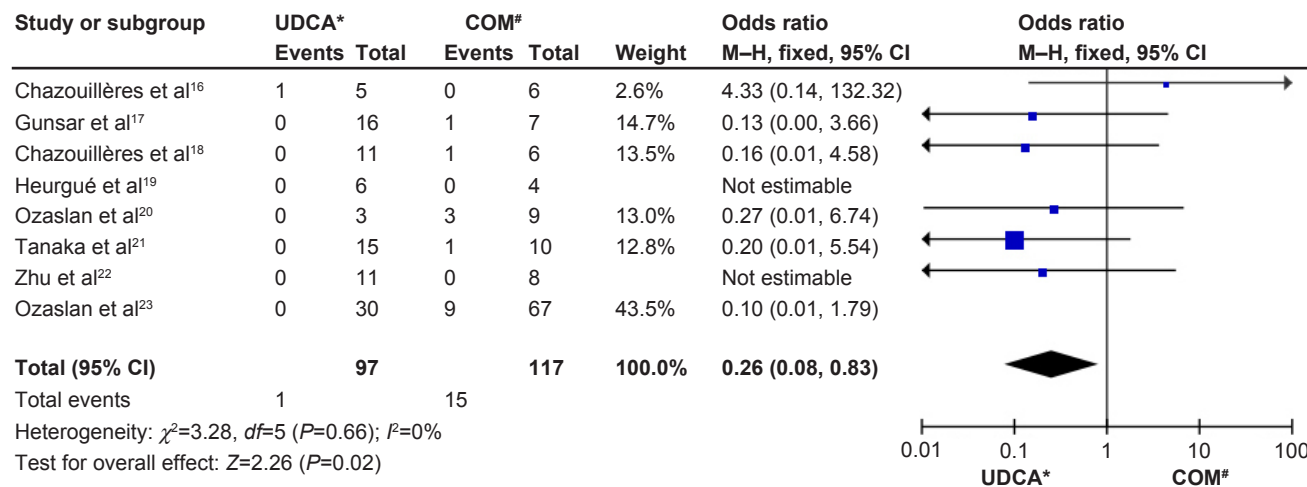 Study or subgroup UDCA* COM# Odds ratio Odds ratio
Events Total Events Total Weight M–H, fixed, 95% CI M–H, fixed, 95% CI
Chazouillères et al16 1 5 0 6 2.6% 4.33 (0.14, 132.32)
Gunsar et al17 0 16 1 7 14.7% 0.13 (0.00, 3.66)
Chazouillères et al18 0 11 1 6 13.5% 0.16 (0.01, 4.58)
Heurgué et al19 0 6 0 4 Not estimable
Ozaslan et al20 0 3 3 9 13.0% 0.27 (0.01, 6.74)
Tanaka et al21 0 15 1 10 12.8% 0.20 (0.01, 5.54)
Zhu et al22 0 11 0 8 Not estimable
Ozaslan et al23 0 30 9 67 43.5% 0.10 (0.01, 1.79)
Total (95% CI) 97 117 100.0% 0.26 (0.08, 0.83)
Total events 1 15
Heterogeneity: χ²=3.28, df=5 (P=0.66); I²=0%
Test for overall effect: Z=2.26 (P=0.02)
0.01 0.1 1 10 100
UDCA* COM#